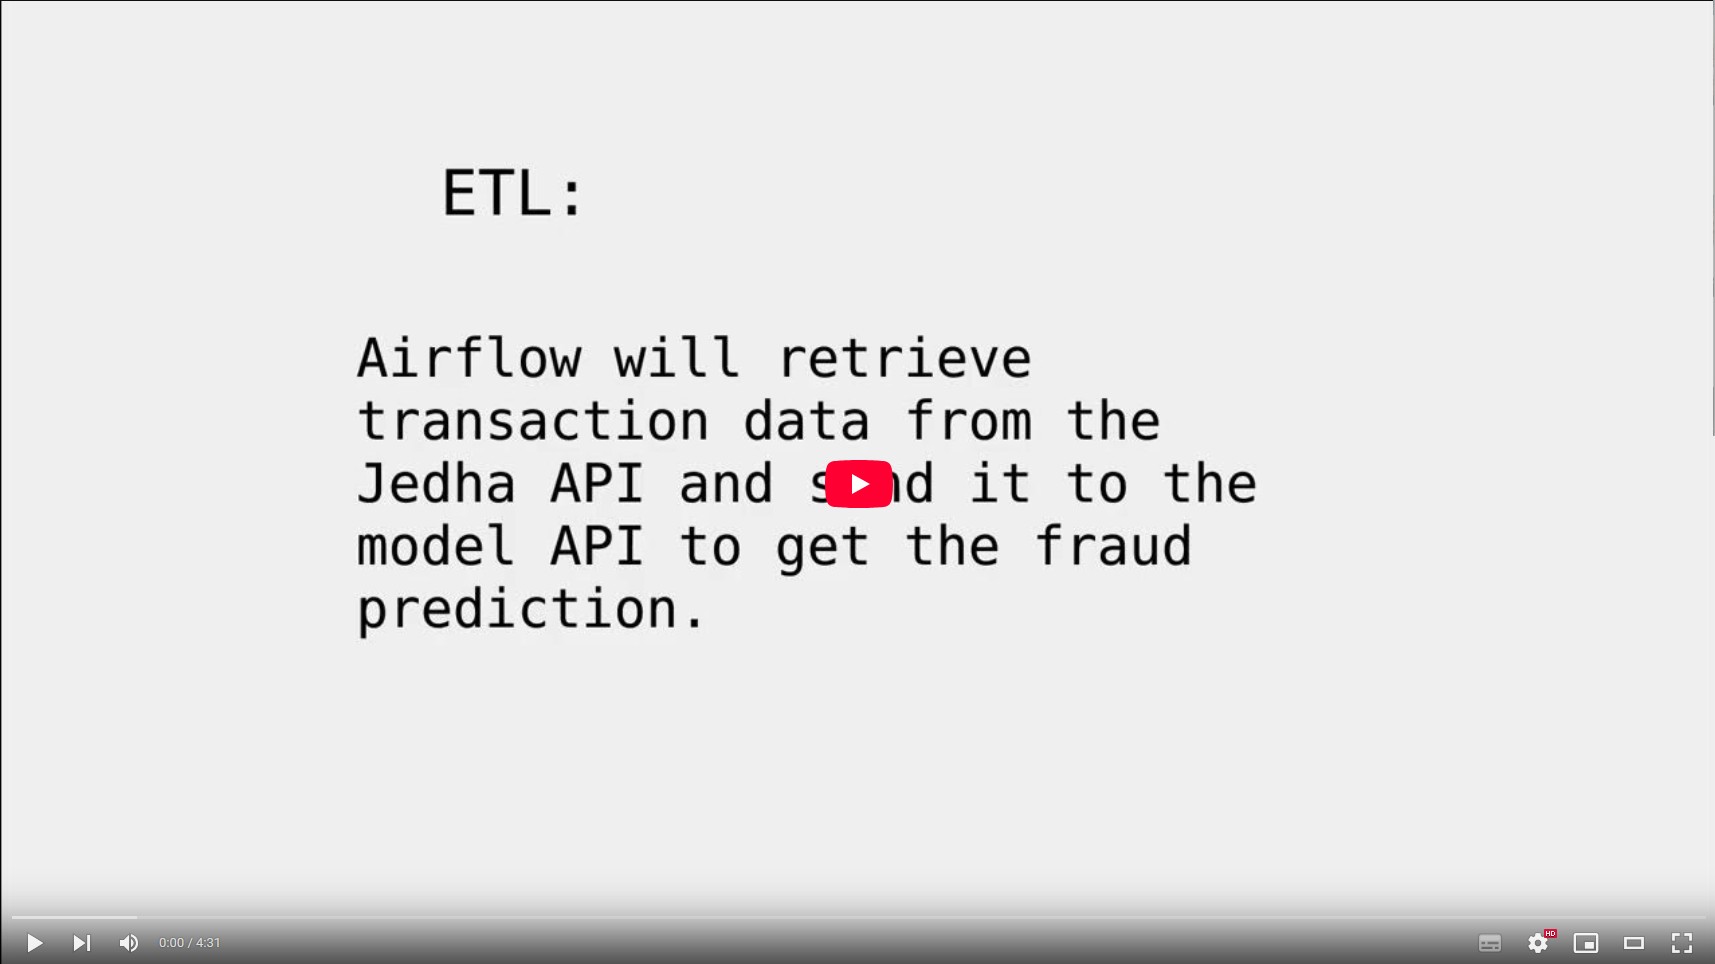 ETL:
Airflow will retrieve
transaction data from the
Jedha API and it to the
model API to get the fraud
prediction.
0:00 / 4:31
HD